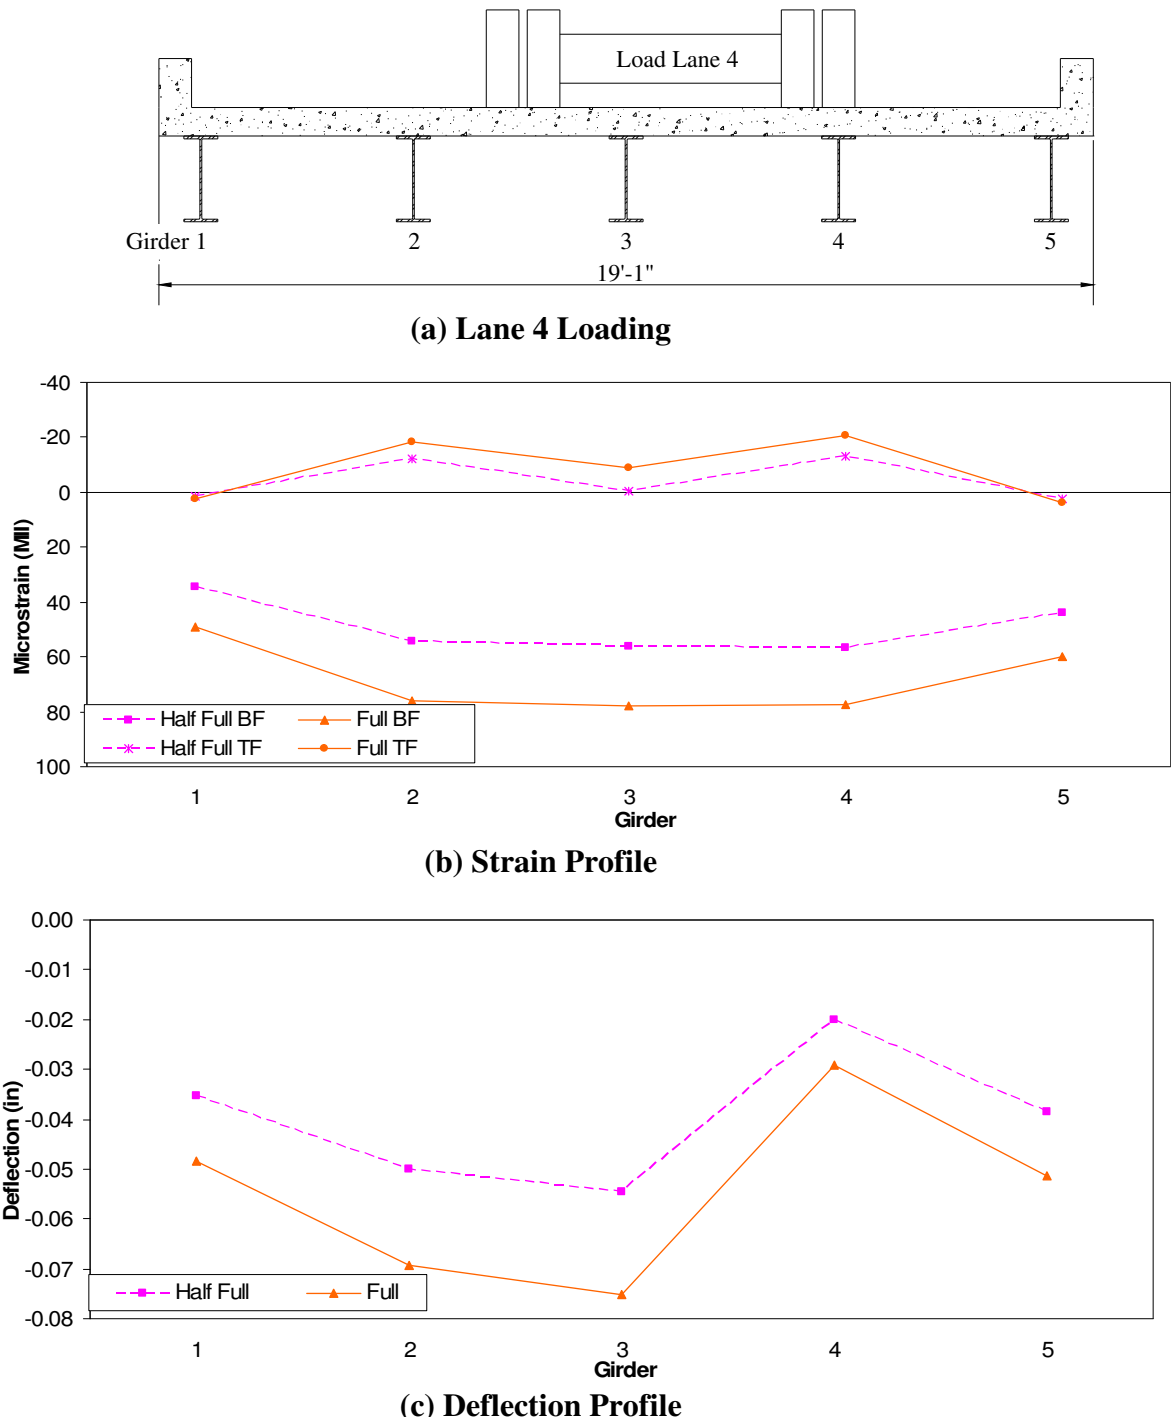 Load Lane 4
Girder 1 2 3 4 5
19'-1"
(a) Lane 4 Loading
-40
-20
0
20
40
60
80
100
Microstrain (MII)
Half Full BF Full BF
Half Full TF Full TF
1 2 3 4 5
Girder
(b) Strain Profile
0.00
-0.01
-0.02
-0.03
-0.04
-0.05
-0.06
-0.07
-0.08
Deflection (in)
Half Full Full
1 2 3 4 5
Girder
(c) Deflection Profile